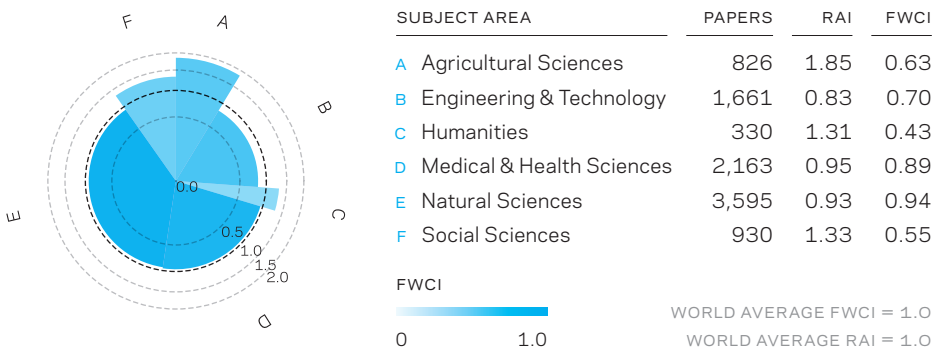 F A
B
C
D
E
0.0
0.5
1.0
1.5
2.0
SUBJECT AREA PAPERS RAI FWCI
A Agricultural Sciences 826 1.85 0.63
B Engineering & Technology 1,661 0.83 0.70
C Humanities 330 1.31 0.43
D Medical & Health Sciences 2,163 0.95 0.89
E Natural Sciences 3,595 0.93 0.94
F Social Sciences 930 1.33 0.55
FWCI
0 1.0
WORLD AVERAGE FWCI = 1.0
WORLD AVERAGE RAI = 1.0